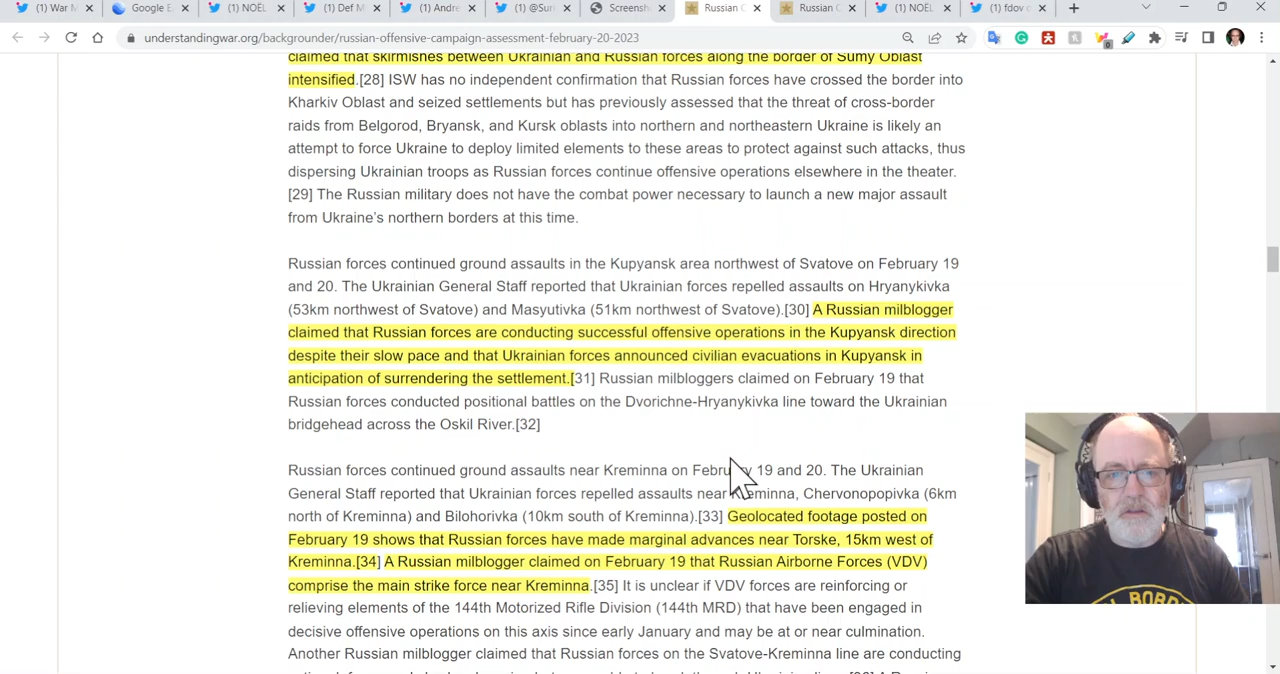 (1) War M
Google E
(1) NOËL
(1) Def M
(1) Andre
(1) @Suri
Screensh
@Russian C
Russian C
(1) NOËL
(1) fdov c
understandingwar.org/backgrounder/russian-offensive-campaign-assessment-february-20-2023
claimed that skirmishes between Ukrainian and Russian forces along the border of Sumy Oblast
intensified.[28] ISW has no independent confirmation that Russian forces have crossed the border into
Kharkiv Oblast and seized settlements but has previously assessed that the threat of cross-border
raids from Belgorod, Bryansk, and Kursk oblasts into northern and northeastern Ukraine is likely an
attempt to force Ukraine to deploy limited elements to these areas to protect against such attacks, thus
dispersing Ukrainian troops as Russian forces continue offensive operations elsewhere in the theater.
[29] The Russian military does not have the combat power necessary to launch a new major assault
from Ukraine's northern borders at this time.
Russian forces continued ground assaults in the Kupyansk area northwest of Svatove on February 19
and 20. The Ukrainian General Staff reported that Ukrainian forces repelled assaults on Hryanykivka
(53km northwest of Svatove) and Masyutivka (51km northwest of Svatove).[30] A Russian milblogger
claimed that Russian forces are conducting successful offensive operations in the Kupyansk direction
despite their slow pace and that Ukrainian forces announced civilian evacuations in Kupyansk in
anticipation of surrendering the settlement.[31] Russian milbloggers claimed on February 19 that
Russian forces conducted positional battles on the Dvorichne-Hryanykivka line toward the Ukrainian
bridgehead across the Oskil River.[32]
Russian forces continued ground assaults near Kreminna on February 19 and 20. The Ukrainian
General Staff reported that Ukrainian forces repelled assaults near Kreminna, Chervonopopivka (6km
north of Kreminna) and Bilohorivka (10km south of Kreminna).[33] Geolocated footage posted on
February 19 shows that Russian forces have made marginal advances near Torske, 15km west of
Kreminna.[34] A Russian milblogger claimed on February 19 that Russian Airborne Forces (VDV)
comprise the main strike force near Kreminna.[35] It is unclear if VDV forces are reinforcing or
relieving elements of the 144th Motorized Rifle Division (144th MRD) that have been engaged in
decisive offensive operations on this axis since early January and may be at or near culmination.
Another Russian milblogger claimed that Russian forces on the Svatove-Kreminna line are conducting